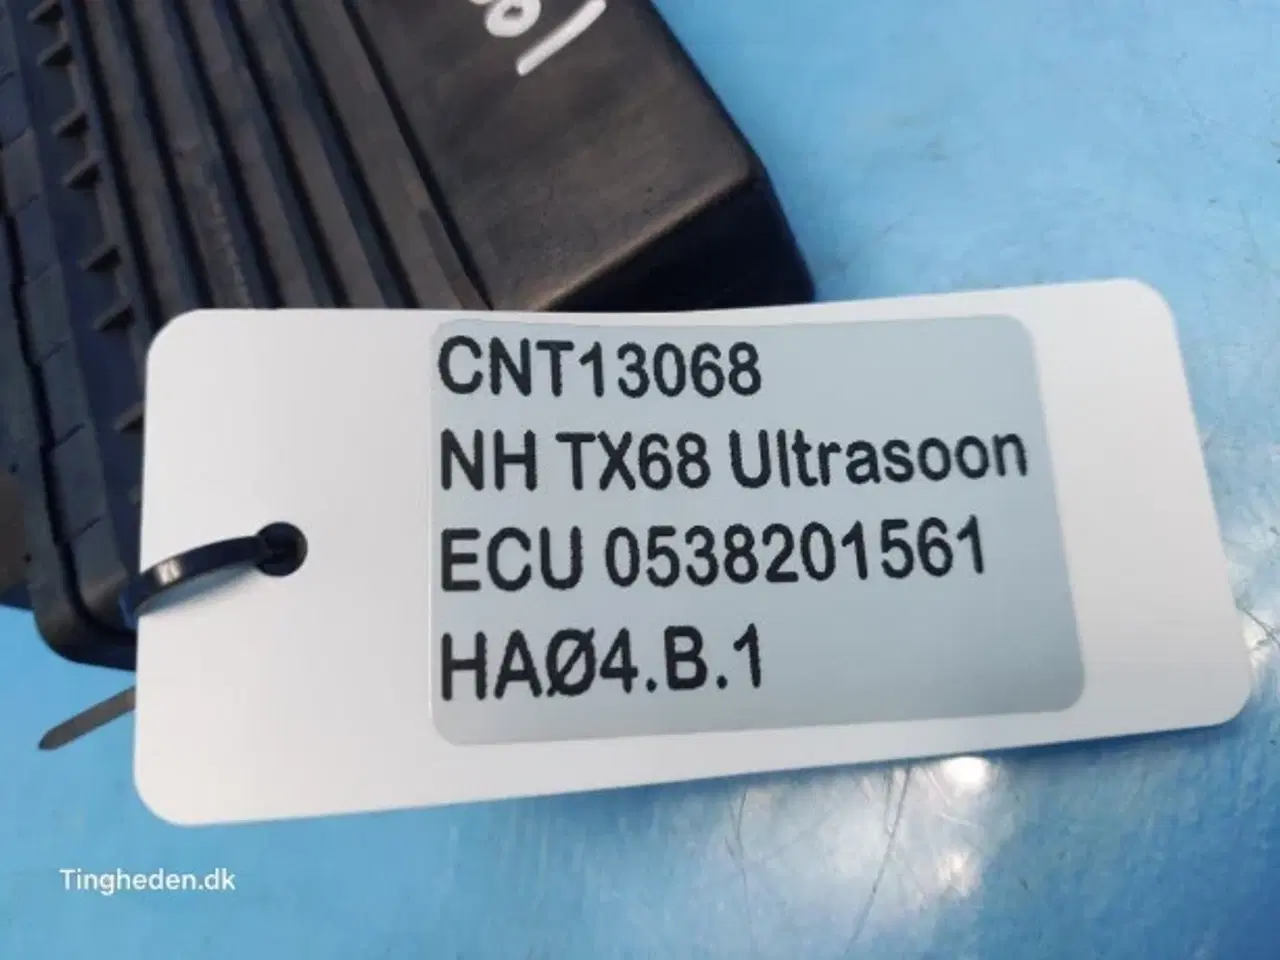 CNT13068
NH TX68 Ultrasoon
ECU 0538201561
HAØ4.B.1
Tingheden.dk